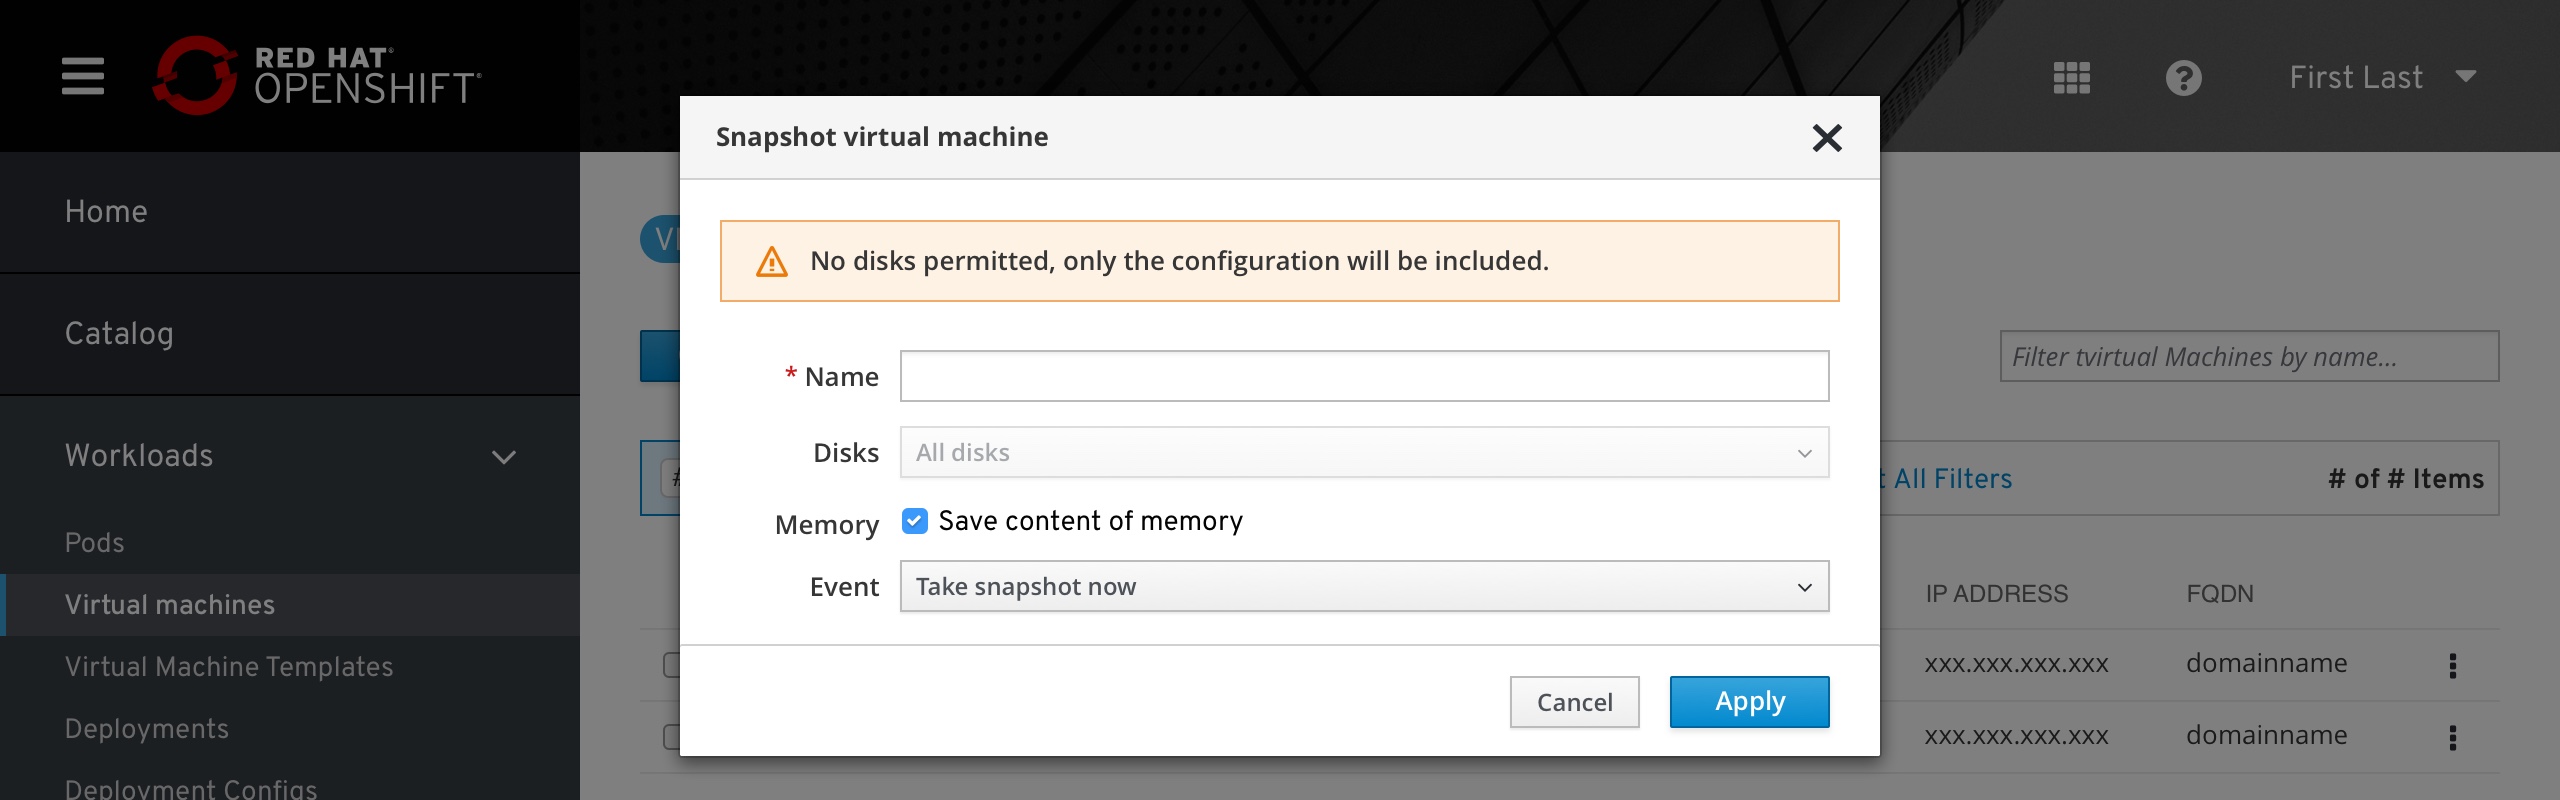 RED HAT®
OPENSHIFT®
First Last
Home
Catalog
Workloads
Pods
Virtual machines
Virtual Machine Templates
Deployments
Deployment Configs
Snapshot virtual machine
No disks permitted, only the configuration will be included.
* Name
Disks All disks
Memory Save content of memory
Event Take snapshot now
Cancel Apply
Filter tvirtual Machines by name...
All Filters # of # Items
IP ADDRESS FQDN
xxx.xxx.xxx.xxx domainname
xxx.xxx.xxx.xxx domainname